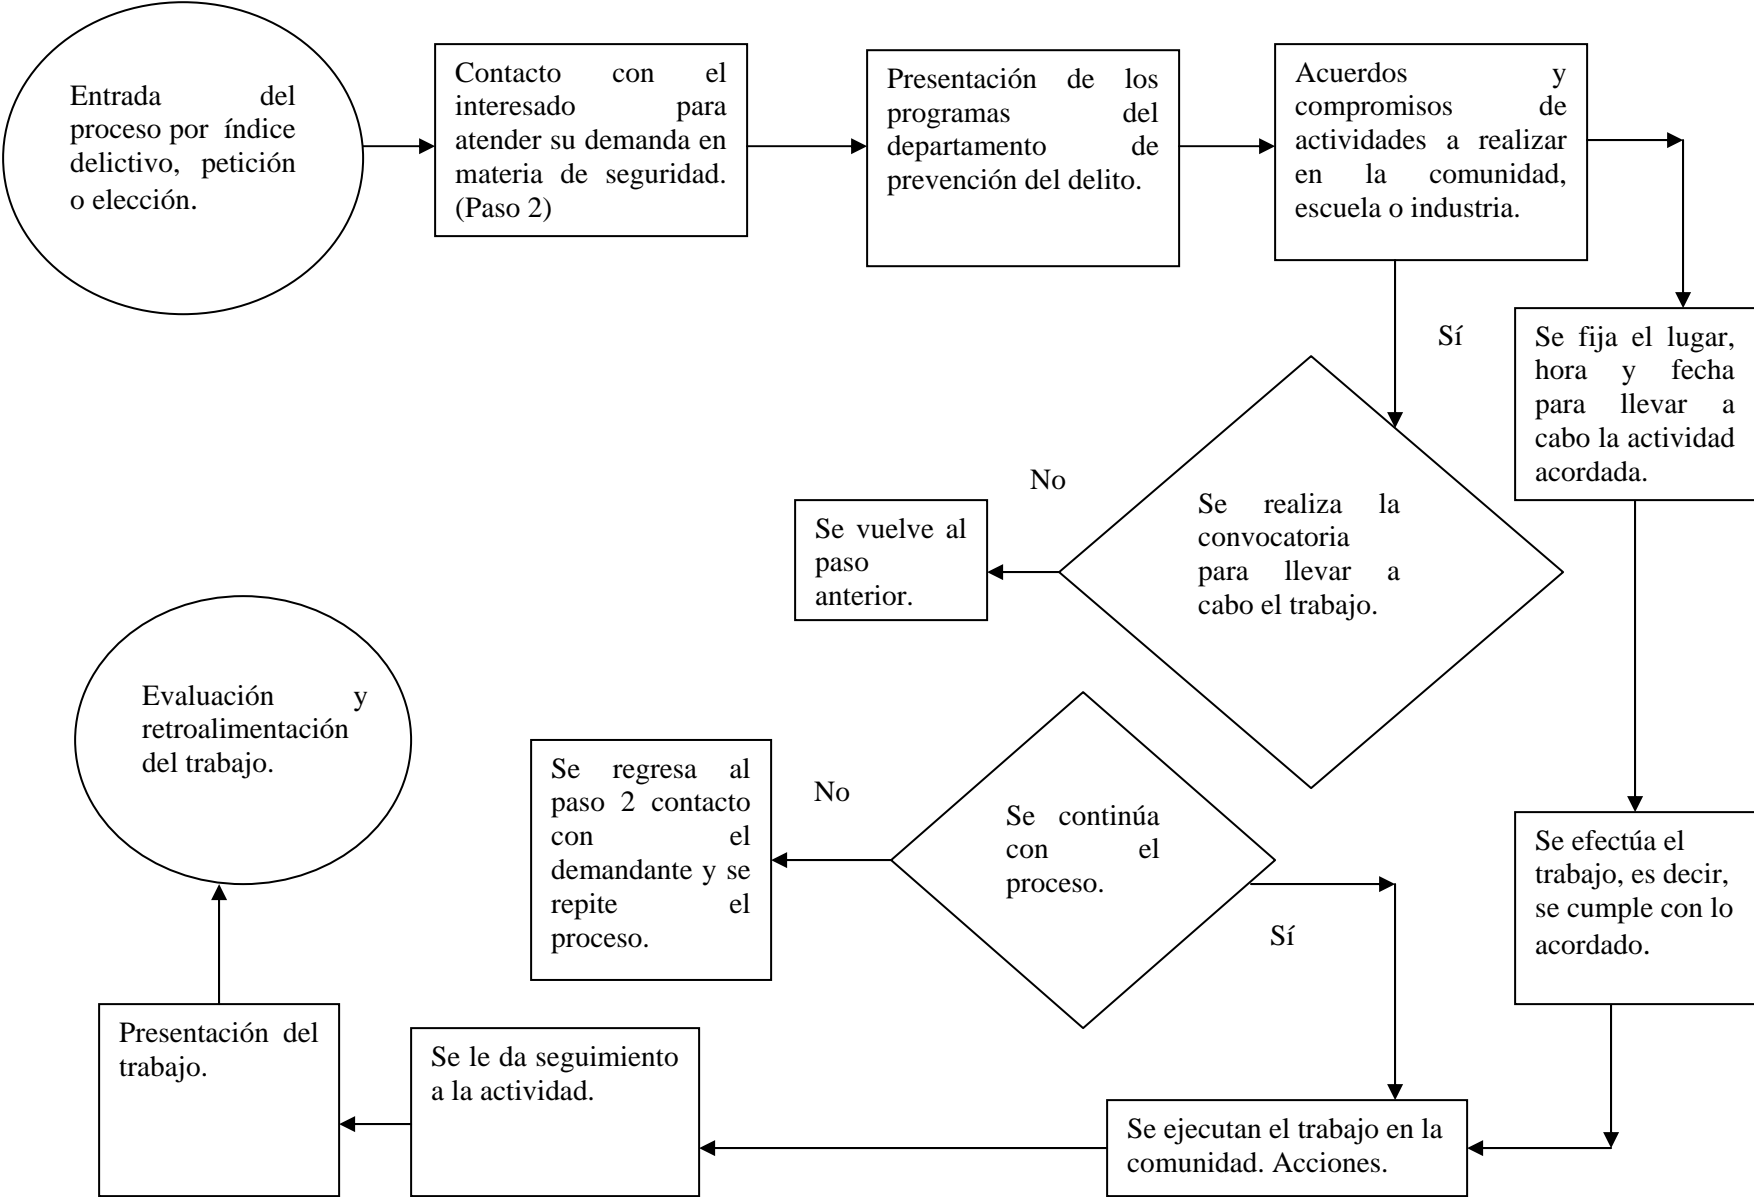 Entrada del
proceso por índice
delictivo, petición
o elección.
Contacto con el
interesado para
atender su demanda en
materia de seguridad.
(Paso 2)
Presentación de los
programas del
departamento de
prevención del delito.
Acuerdos y
compromisos de
actividades a realizar
en la comunidad,
escuela o industria.
Sí
Se fija el lugar,
hora y fecha
para llevar a
cabo la actividad
acordada.
No
Se realiza la
convocatoria
para llevar a
cabo el trabajo.
Se vuelve al
paso
anterior.
Evaluación y
retroalimentación
del trabajo.
Se regresa al
paso 2 contacto
con el
demandante y se
repite el
proceso.
No
Se continúa
con el
proceso.
Sí
Se efectúa el
trabajo, es decir,
se cumple con lo
acordado.
Presentación del
trabajo.
Se le da seguimiento
a la actividad.
Se ejecutan el trabajo en la
comunidad. Acciones.